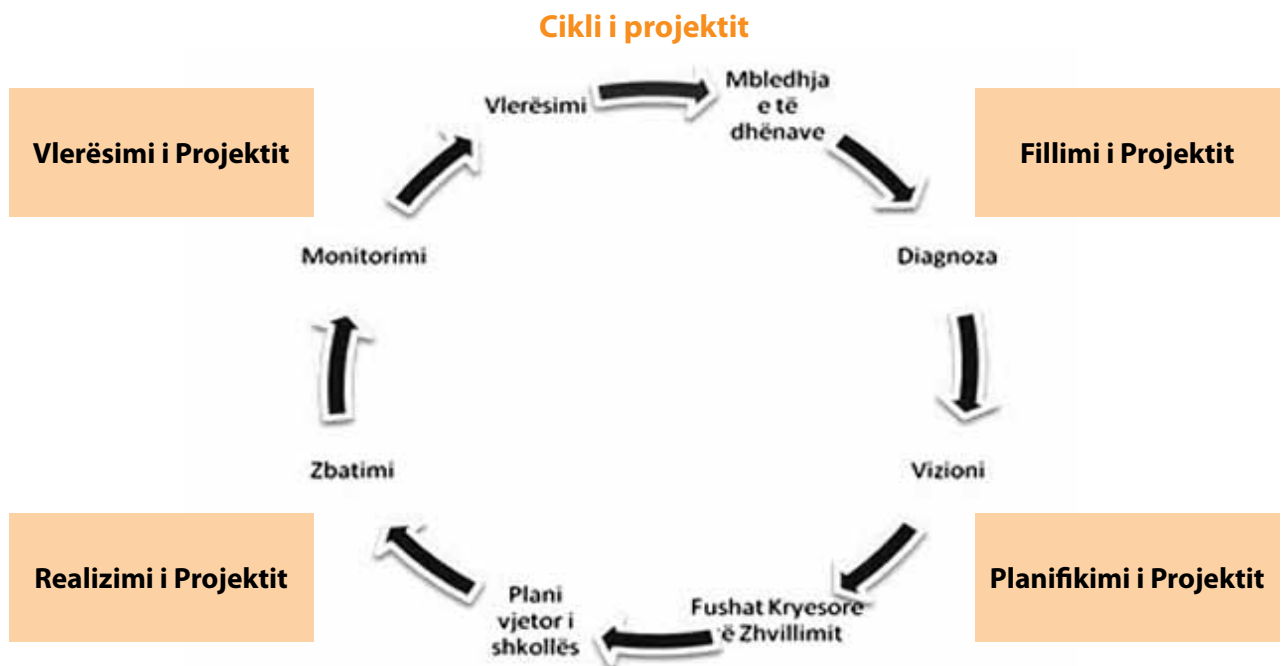 Cikli i projektit
Vlerësimi
Mbledhja
e të
dhënave
Vlerësimi i Projektit
Fillimi i Projektit
Monitorimi
Diagnoza
Zbatimi
Vizioni
Realizimi i Projektit
Planifikimi i Projektit
Plani
vjetor i
shkollës
Fushat Kryesore
ë Zhvillimit